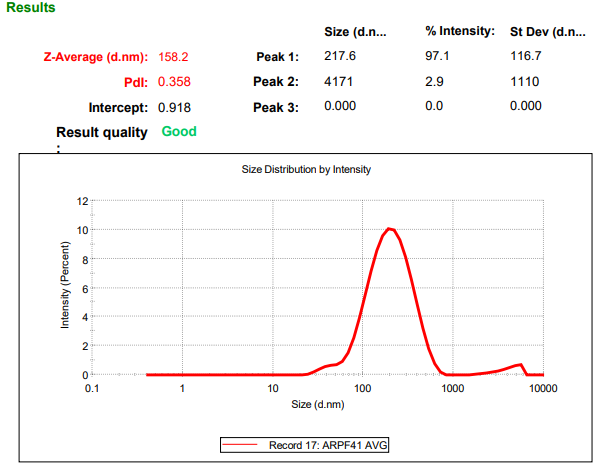 Results
Size (d.n... % Intensity: St Dev (d.n...
Z-Average (d.nm): 158.2 Peak 1: 217.6 97.1 116.7
PdI: 0.358 Peak 2: 4171 2.9 1110
Intercept: 0.918 Peak 3: 0.000 0.0 0.000
Result quality Good
:
Size Distribution by Intensity
12
10
8
6
4
2
0
Intensity (Percent)
0.1 1 10 100 1000 10000
Size (d.nm)
Record 17: ARPF41 AVG